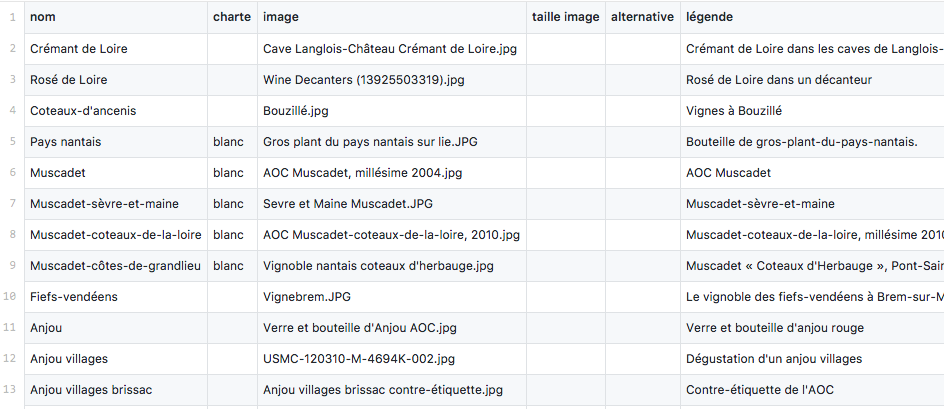 1 nom charte image taille image alternative légende
2 Crémant de Loire Cave Langlois-Château Crémant de Loire.jpg Crémant de Loire dans les caves de Langlois-
3 Rosé de Loire Wine Decanters (13925503319).jpg Rosé de Loire dans un décanteur
4 Coteaux-d'ancenis Bouzillé.jpg Vignes à Bouzillé
5 Pays nantais blanc Gros plant du pays nantais sur lie.JPG Bouteille de gros-plant-du-pays-nantais.
6 Muscadet blanc AOC Muscadet, millésime 2004.jpg AOC Muscadet
7 Muscadet-sèvre-et-maine blanc Sevre et Maine Muscadet.JPG Muscadet-sèvre-et-maine
8 Muscadet-coteaux-de-la-loire blanc AOC Muscadet-coteaux-de-la-loire, 2010.jpg Muscadet-coteaux-de-la-loire, millésime 2010
9 Muscadet-côtes-de-grandlieu blanc Vignoble nantais coteaux d'herbauge.jpg Muscadet « Coteaux d'Herbauge », Pont-Sain
10 Fiefs-vendéens Vignebrem.JPG Le vignoble des fiefs-vendéens à Brem-sur-M
11 Anjou Verre et bouteille d'Anjou AOC.jpg Verre et bouteille d'anjou rouge
12 Anjou villages USMC-120310-M-4694K-002.jpg Dégustation d'un anjou villages
13 Anjou villages brissac Anjou villages brissac contre-étiquette.jpg Contre-étiquette de l'AOC